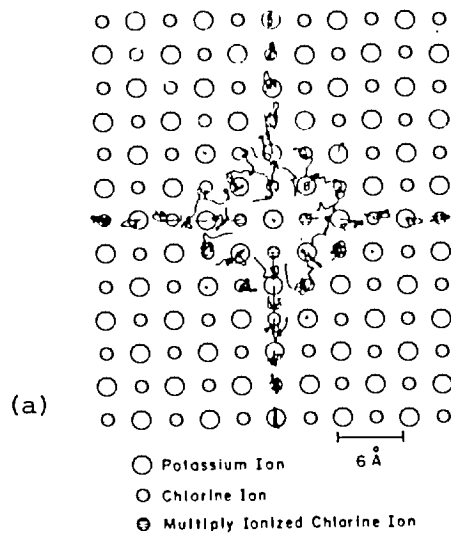 (a)
6 Å
Potassium Ion
Chlorine Ion
Multiply Ionized Chlorine Ion